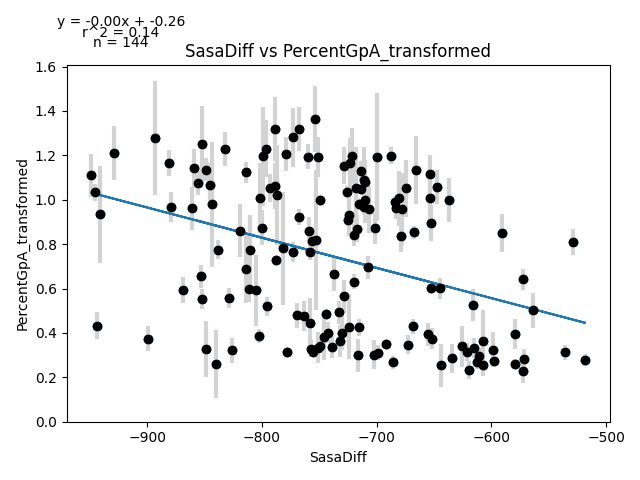 y = -0.00x + -0.26
r^2 = 0.14
n = 144
SasaDiff vs PercentGpA_transformed
PercentGpA_transformed
1.6
1.4
1.2
1.0
0.8
0.6
0.4
0.2
0.0
−900 −800 −700 −600 −500
SasaDiff